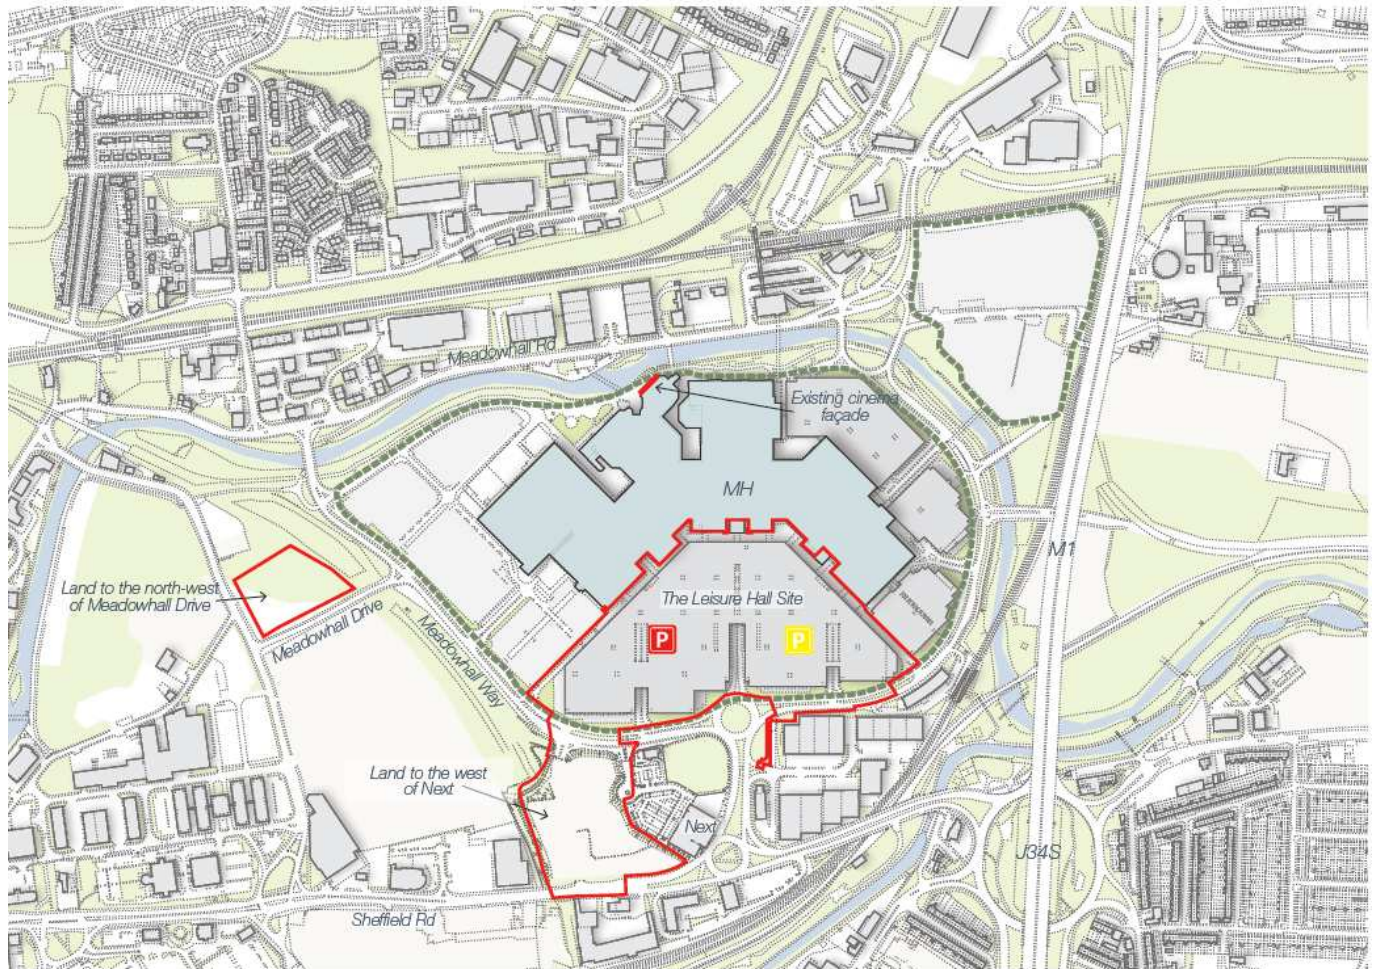 Meadowhall Rd
Existing cinema
façade
MH
M1
Land to the north-west
of Meadowhall Drive
The Leisure Hall Site
P
P
Meadowhall Drive
Meadowhall Way
Land to the west
of Next
Next
J34S
Sheffield Rd